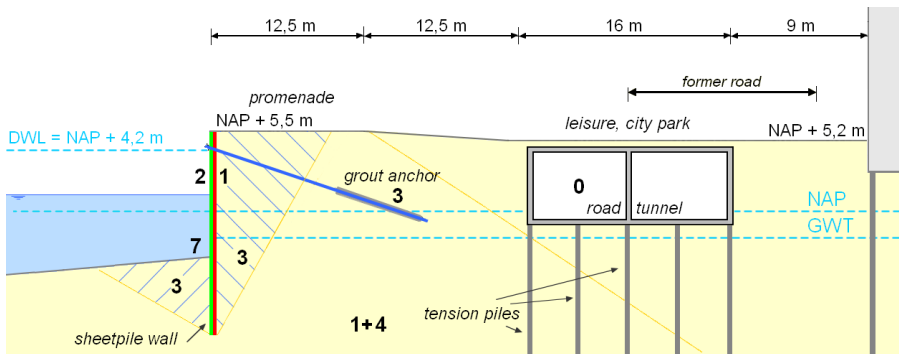 12,5 m 12,5 m 16 m 9 m
former road
promenade
NAP + 5,5 m
DWL = NAP + 4,2 m
leisure, city park
NAP + 5,2 m
2 1
grout anchor
3
0
road tunnel
NAP
GWT
7
3
3
tension piles
1+4
sheetpile wall